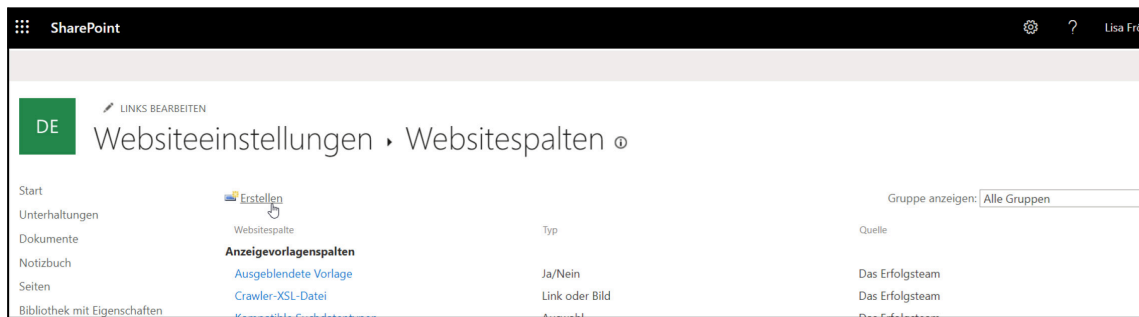 SharePoint
?
Lisa Frö
LINKS BEARBEITEN
DE
Websiteeinstellungen ▸ Websitespalten
Start
Unterhaltungen
Dokumente
Notizbuch
Seiten
Bibliothek mit Eigenschaften
Erstellen
Gruppe anzeigen: Alle Gruppen
Websitespalte Typ Quelle
Anzeigevorlagenspalten
Ausgeblendete Vorlage Ja/Nein Das Erfolgsteam
Crawler-XSL-Datei Link oder Bild Das Erfolgsteam